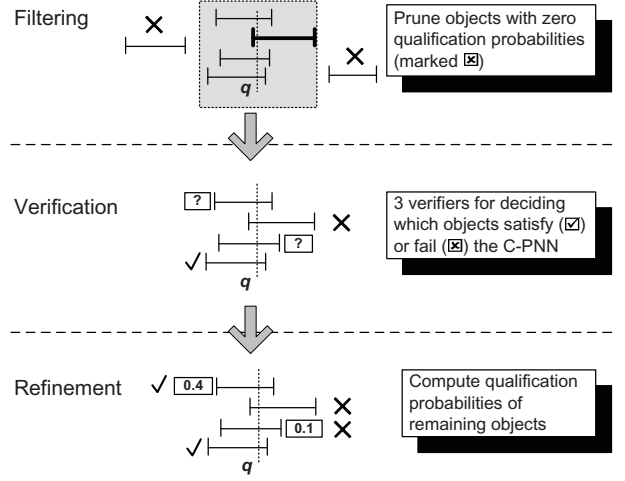 Filtering
Prune objects with zero
qualification probabilities
(marked ☒)
q
Verification
?
3 verifiers for deciding
which objects satisfy (☑)
or fail (☒) the C-PNN
?
q
Refinement
0.4
Compute qualification
probabilities of
remaining objects
0.1
q